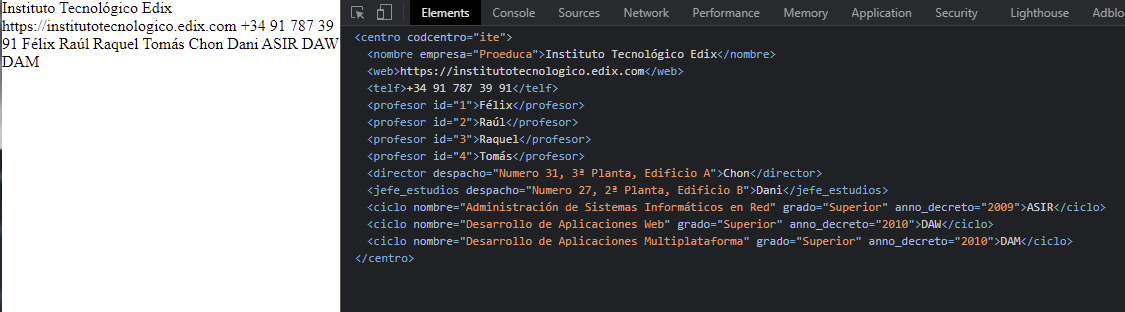 Instituto Tecnológico Edix
https://institutotecnologico.edix.com +34 91 787 39
91 Félix Raúl Raquel Tomás Chon Dani ASIR DAW
DAM
Elements Console Sources Network Performance Memory Application Security Lighthouse Adblo
<centro codcentro="ite">
<nombre empresa="Proeduca">Instituto Tecnológico Edix</nombre>
<web>https://institutotecnologico.edix.com</web>
<telf>+34 91 787 39 91</telf>
<profesor id="1">Félix</profesor>
<profesor id="2">Raúl</profesor>
<profesor id="3">Raquel</profesor>
<profesor id="4">Tomás</profesor>
<director despacho="Numero 31, 3ª Planta, Edificio A">Chon</director>
<jefe_estudios despacho="Numero 27, 2ª Planta, Edificio B">Dani</jefe_estudios>
<ciclo nombre="Administración de Sistemas Informáticos en Red" grado="Superior" anno_decreto="2009">ASIR</ciclo>
<ciclo nombre="Desarrollo de Aplicaciones Web" grado="Superior" anno_decreto="2010">DAW</ciclo>
<ciclo nombre="Desarrollo de Aplicaciones Multiplataforma" grado="Superior" anno_decreto="2010">DAM</ciclo>
</centro>